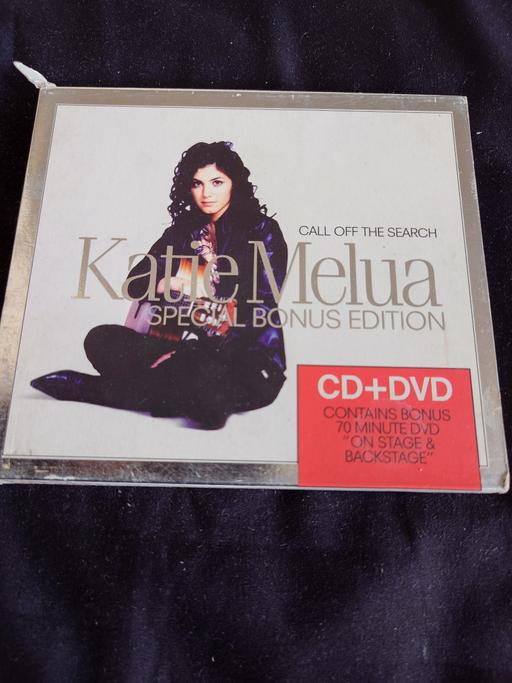 CALL OFF THE SEARCH
Katie Melua
SPECIAL BONUS EDITION
CD+DVD
CONTAINS BONUS
70 MINUTE DVD
"ON STAGE &
BACKSTAGE"